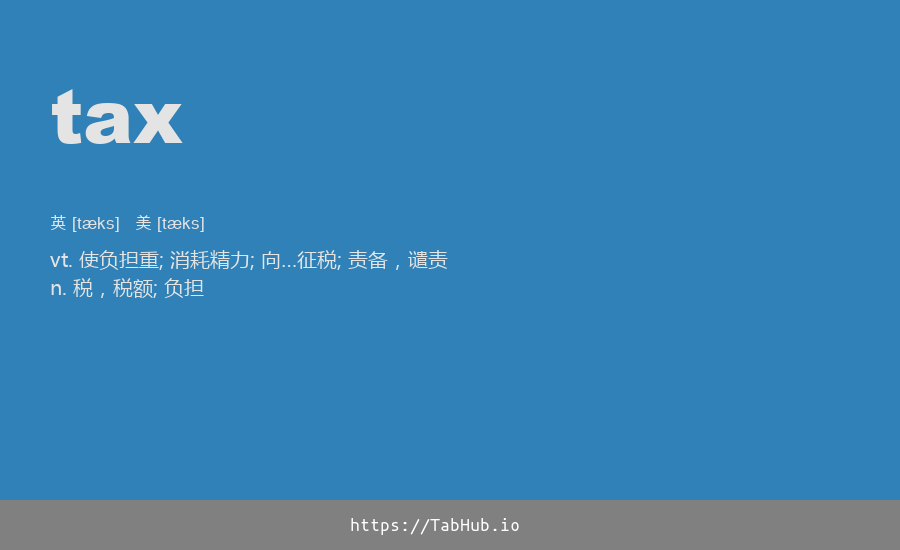 tax
英 [tæks] 美 [tæks]
vt. 使负担重; 消耗精力; 向…征税; 责备，谴责
n. 税，税额; 负担
https://TabHub.io